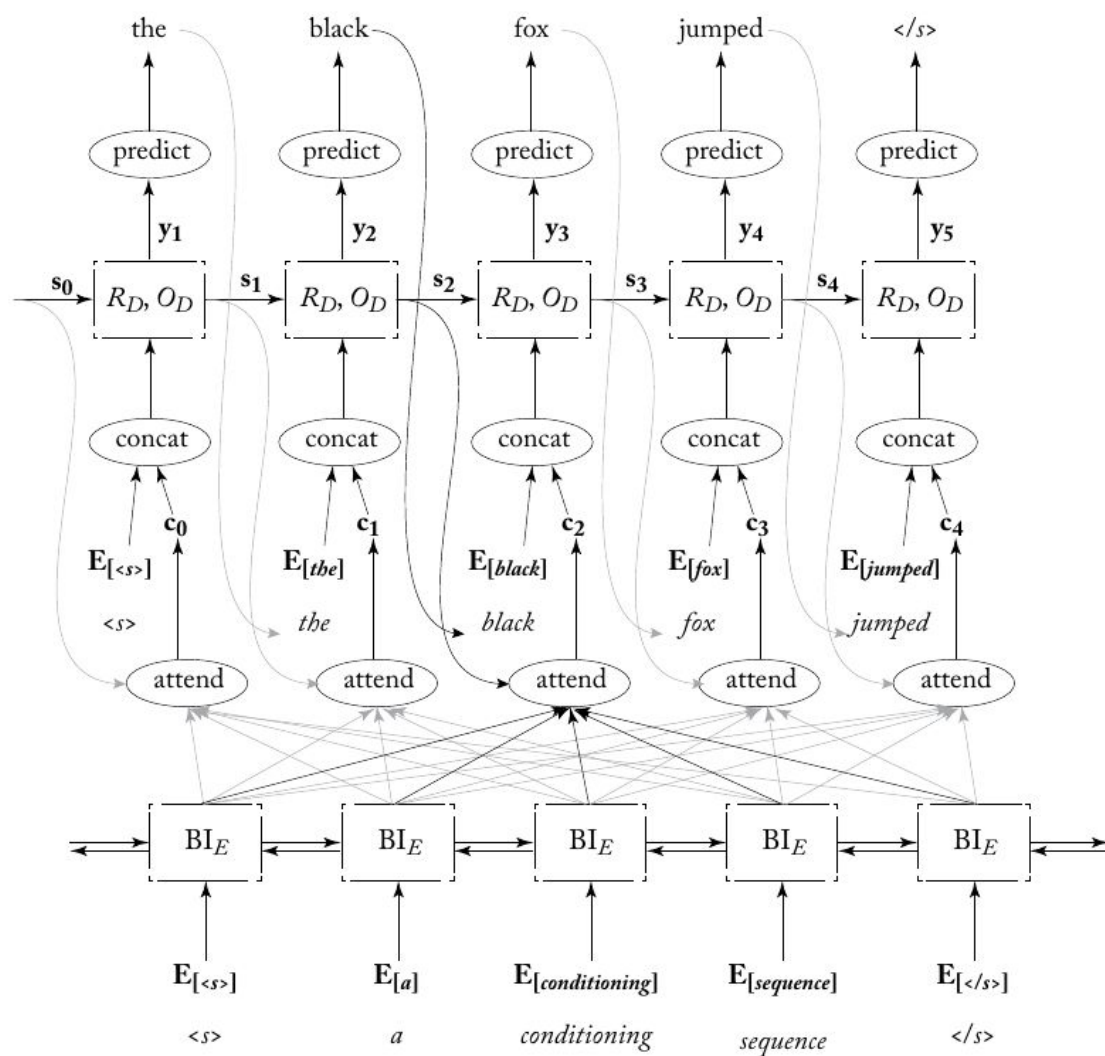 the black fox jumped </s>
predict predict predict predict predict
y1 y2 y3 y4 y5
s0 R_D, O_D s1 R_D, O_D s2 R_D, O_D s3 R_D, O_D s4 R_D, O_D
concat concat concat concat concat
c0 c1 c2 c3 c4
E[<s>] E[the] E[black] E[fox] E[jumped]
<s> the black fox jumped
attend attend attend attend attend
BI_E BI_E BI_E BI_E BI_E
E[<s>] E[a] E[conditioning] E[sequence] E[</s>]
<s> a conditioning sequence </s>